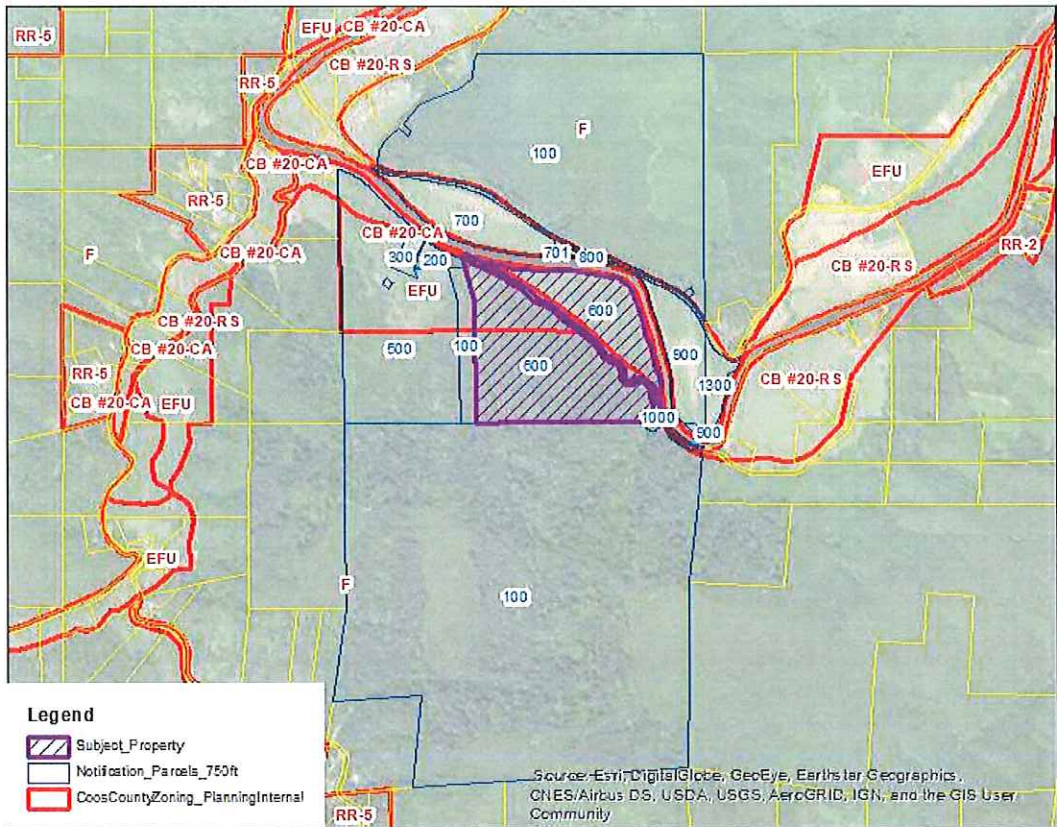 RR-5
EFU
CB #20-CA
CB #20-RS
RR-5
F
100
EFU
CB #20-CA
RR-5
700
CB #20-CA
CB #20-CA
F
701
800
RR-2
300
200
EFU
CB #20-RS
600
CB #20-RS
CB #20-CA
500
100
600
900
RR-5
1300
CB #20-RS
CB #20-CA
EFU
1000
900
EFU
F
100
Legend
Subject_Property
Notification_Parcels_750ft
CoosCountyZoning_PlanningInternal
RR-5
Source: Esri, DigitalGlobe, GeoEye, Earthstar Geographics,
CNES/Airbus DS, USDA, USGS, AeroGRID, IGN, and the GIS User
Community